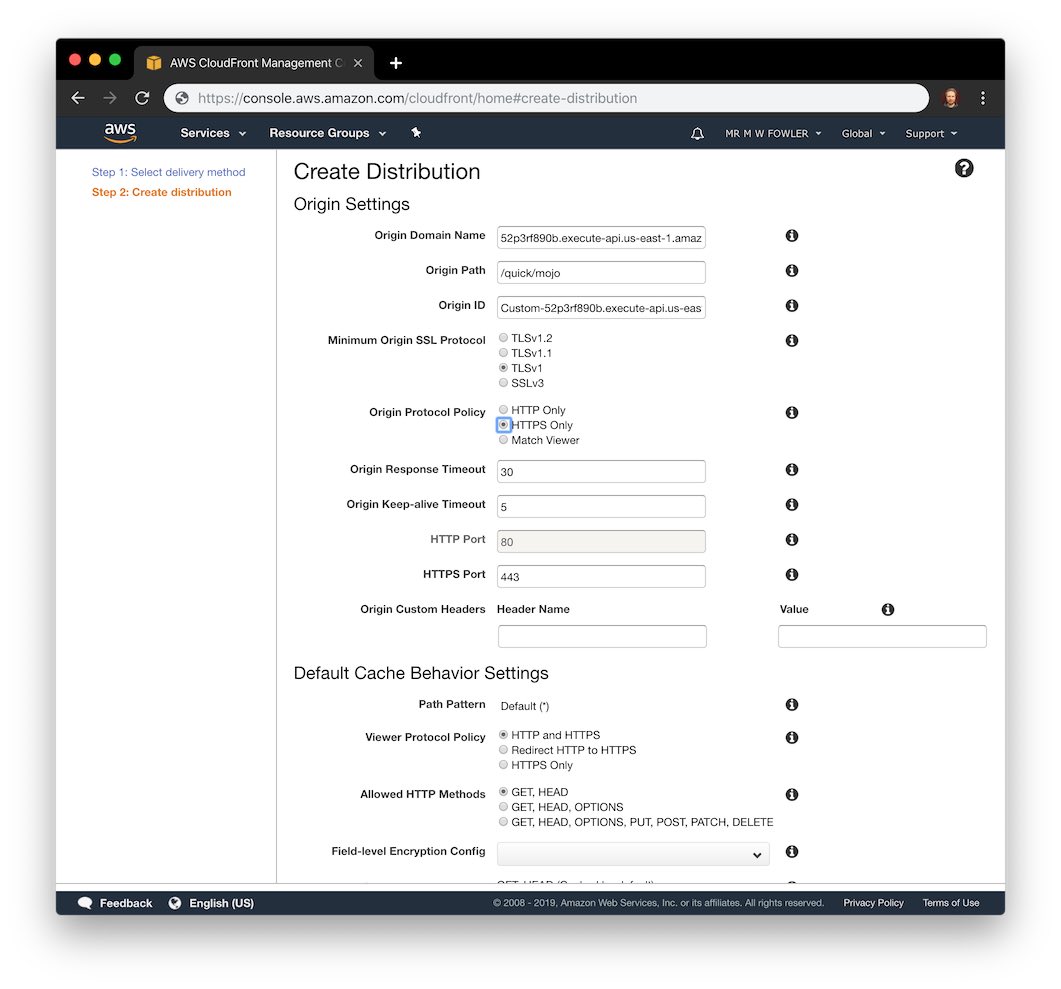 AWS CloudFront Management C
https://console.aws.amazon.com/cloudfront/home#create-distribution
aws Services Resource Groups MR M W FOWLER Global Support
Step 1: Select delivery method
Step 2: Create distribution
Create Distribution
Origin Settings
Origin Domain Name 52p3rf890b.execute-api.us-east-1.amaz
Origin Path /quick/mojo
Origin ID Custom-52p3rf890b.execute-api.us-eas
Minimum Origin SSL Protocol TLSv1.2
TLSv1.1
TLSv1
SSLv3
Origin Protocol Policy HTTP Only
HTTPS Only
Match Viewer
Origin Response Timeout 30
Origin Keep-alive Timeout 5
HTTP Port 80
HTTPS Port 443
Origin Custom Headers Header Name Value
Default Cache Behavior Settings
Path Pattern Default (*)
Viewer Protocol Policy HTTP and HTTPS
Redirect HTTP to HTTPS
HTTPS Only
Allowed HTTP Methods GET, HEAD
GET, HEAD, OPTIONS
GET, HEAD, OPTIONS, PUT, POST, PATCH, DELETE
Field-level Encryption Config
Feedback English (US) © 2008 - 2019, Amazon Web Services, Inc. or its affiliates. All rights reserved. Privacy Policy Terms of Use